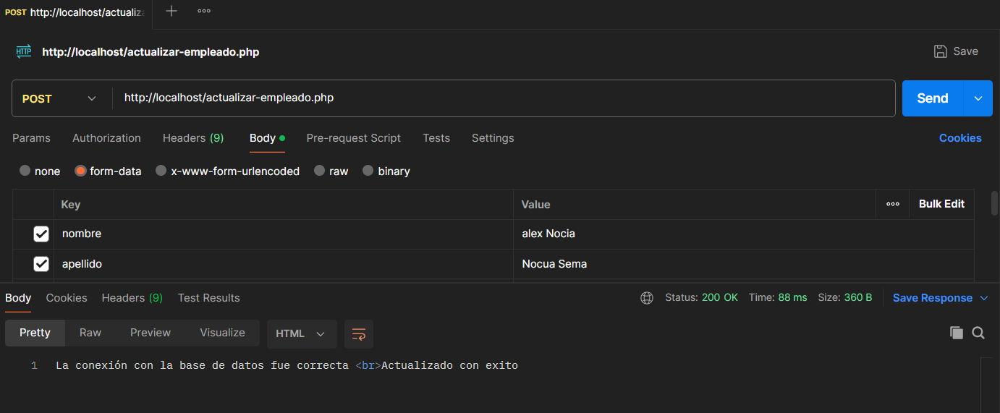 POST http://localhost/actualiz
HTTP http://localhost/actualizar-empleado.php Save
POST http://localhost/actualizar-empleado.php Send
Params Authorization Headers (9) Body Pre-request Script Tests Settings Cookies
none form-data x-www-form-urlencoded raw binary
Key Value Bulk Edit
nombre alex Nocia
apellido Nocua Sema
Body Cookies Headers (9) Test Results Status: 200 OK Time: 88 ms Size: 360 B Save Response
Pretty Raw Preview Visualize HTML
1 La conexión con la base de datos fue correcta <br>Actualizado con exito